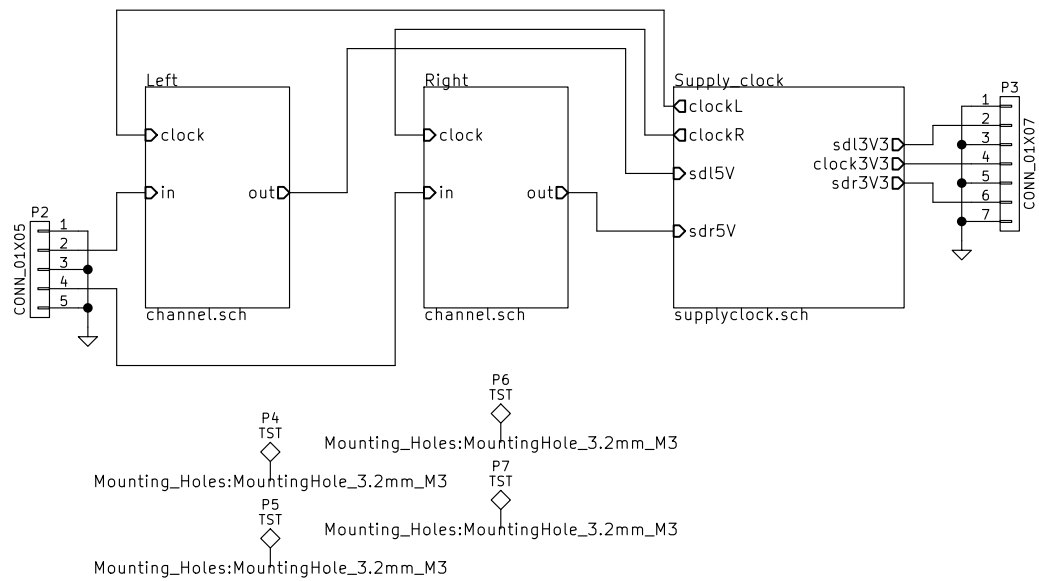 Left
clock
in
out
channel.sch
Right
clock
in
out
channel.sch
Supply_clock
clockL
clockR
sdl5V
sdr5V
sdl3V3
clock3V3
sdr3V3
supplyclock.sch
P3
CONN_01X07
1
2
3
4
5
6
7
P2
CONN_01X05
1
2
3
4
5
P6
TST
Mounting_Holes:MountingHole_3.2mm_M3
P4
TST
Mounting_Holes:MountingHole_3.2mm_M3
P7
TST
Mounting_Holes:MountingHole_3.2mm_M3
P5
TST
Mounting_Holes:MountingHole_3.2mm_M3